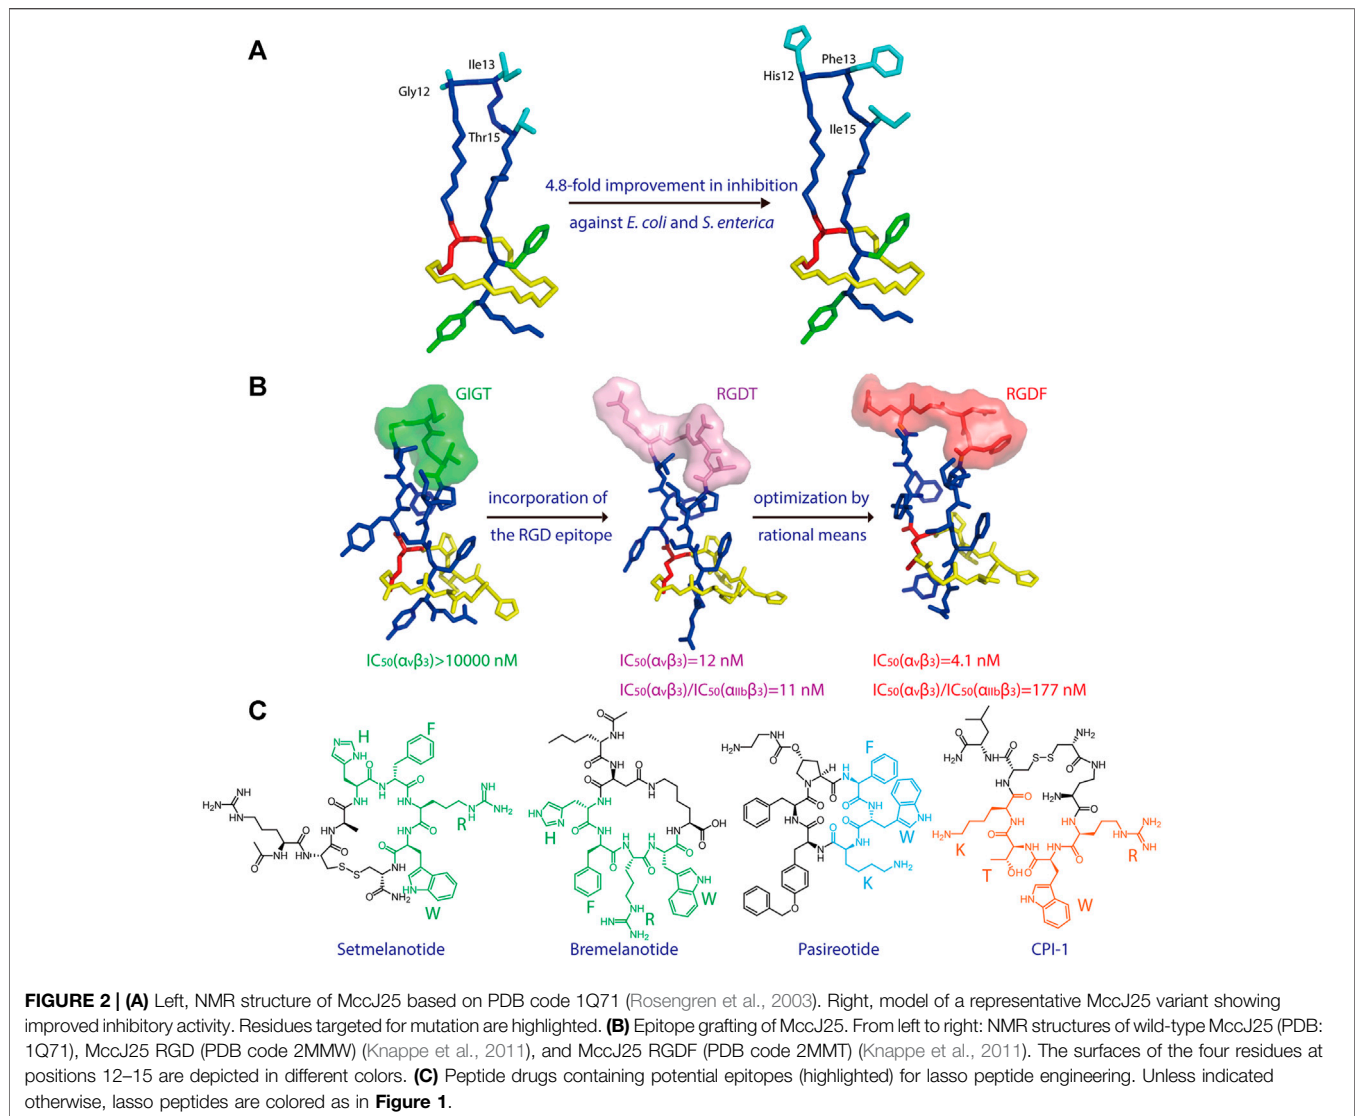 A
Ile13
Gly12
Thr15
4.8-fold improvement in inhibition
against E. coli and S. enterica
Phe13
His12
Ile15
B
GIGT
RGDT
RGDF
incorporation of
the RGD epitope
optimization by
rational means
IC₅₀(αᵥβ₃)>10000 nM
IC₅₀(αᵥβ₃)=12 nM
IC₅₀(αᵥβ₃)/IC₅₀(αIIbβ₃)=11 nM
IC₅₀(αᵥβ₃)=4.1 nM
IC₅₀(αᵥβ₃)/IC₅₀(αIIbβ₃)=177 nM
C
H
F
R
W
Setmelanotide
H
F
R
W
Bremelanotide
F
W
K
Pasireotide
K
T
W
R
CPI-1
FIGURE 2 | (A) Left, NMR structure of MccJ25 based on PDB code 1Q71 (Rosengren et al., 2003). Right, model of a representative MccJ25 variant showing
improved inhibitory activity. Residues targeted for mutation are highlighted. (B) Epitope grafting of MccJ25. From left to right: NMR structures of wild-type MccJ25 (PDB:
1Q71), MccJ25 RGD (PDB code 2MMW) (Knappe et al., 2011), and MccJ25 RGDF (PDB code 2MMT) (Knappe et al., 2011). The surfaces of the four residues at
positions 12–15 are depicted in different colors. (C) Peptide drugs containing potential epitopes (highlighted) for lasso peptide engineering. Unless indicated
otherwise, lasso peptides are colored as in Figure 1.